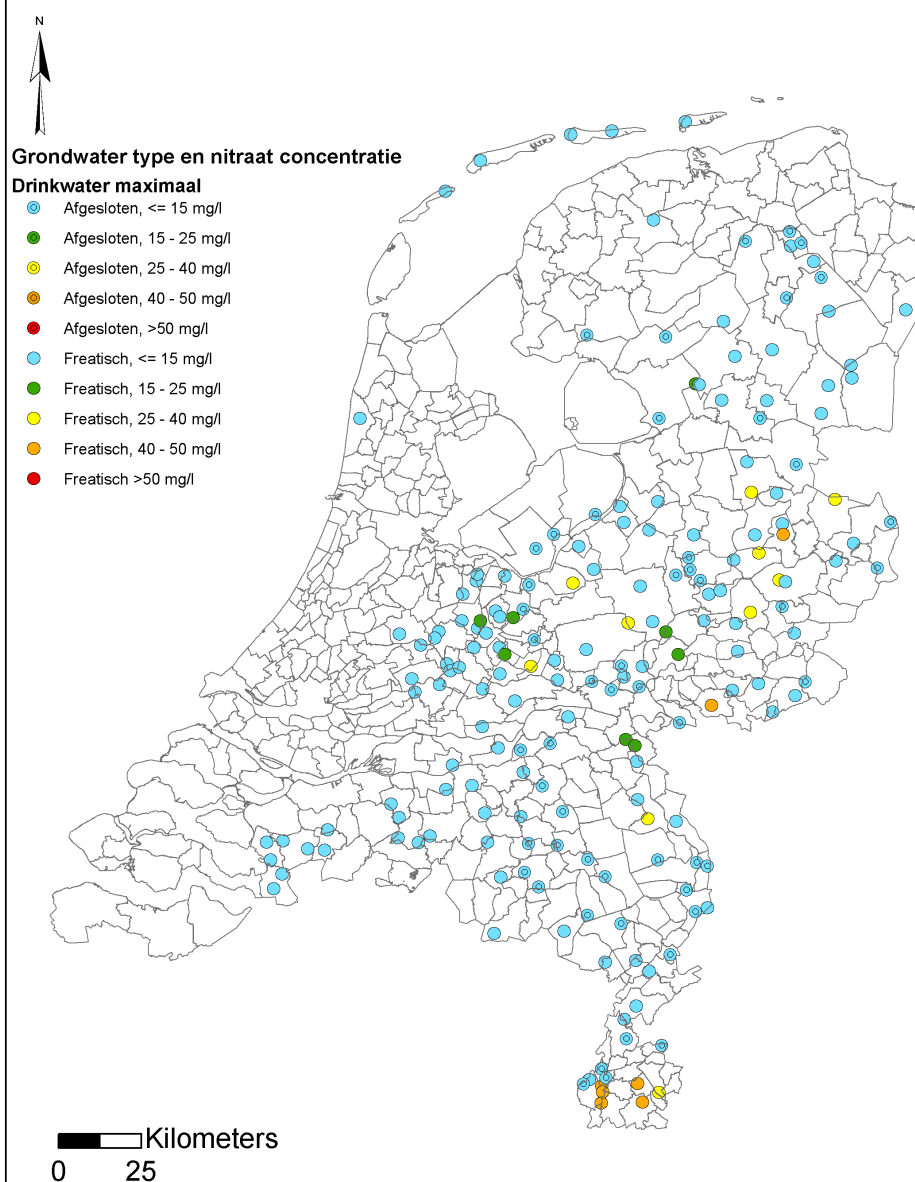 N
Grondwater type en nitraat concentratie
Drinkwater maximaal
Afgesloten, <= 15 mg/l
Afgesloten, 15 - 25 mg/l
Afgesloten, 25 - 40 mg/l
Afgesloten, 40 - 50 mg/l
Afgesloten, >50 mg/l
Freatisch, <= 15 mg/l
Freatisch, 15 - 25 mg/l
Freatisch, 25 - 40 mg/l
Freatisch, 40 - 50 mg/l
Freatisch >50 mg/l
Kilometers
0 25